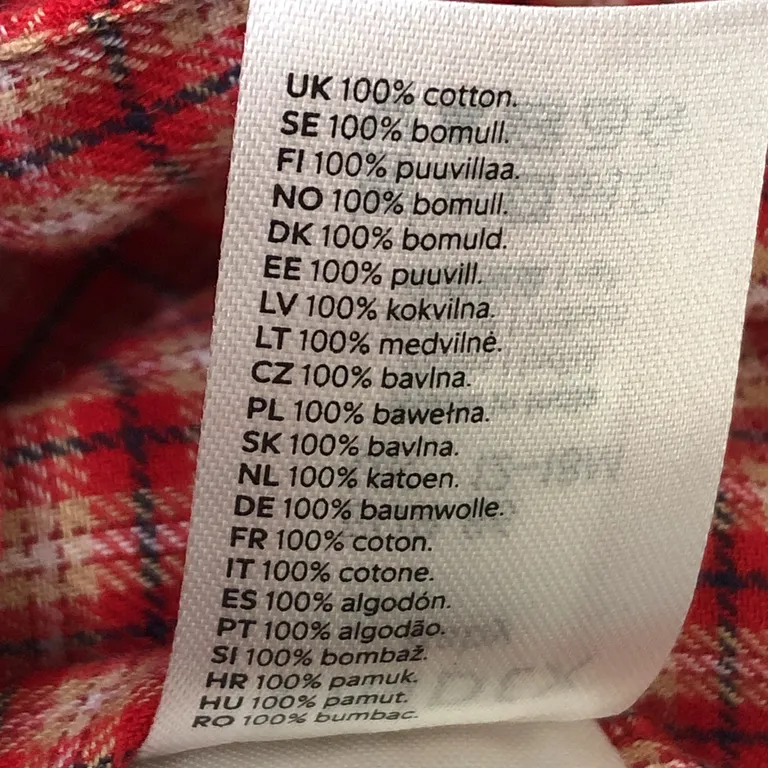 UK 100% cotton.
SE 100% bomull.
FI 100% puuvillaa.
NO 100% bomull.
DK 100% bomuld.
EE 100% puuvill.
LV 100% kokvilna.
LT 100% medvilnė.
CZ 100% bavlna.
PL 100% bawełna.
SK 100% bavlna.
NL 100% katoen.
DE 100% baumwolle.
FR 100% coton.
IT 100% cotone.
ES 100% algodón.
PT 100% algodão.
SI 100% bombaž.
HR 100% pamuk.
HU 100% pamut.
RO 100% bumbac.